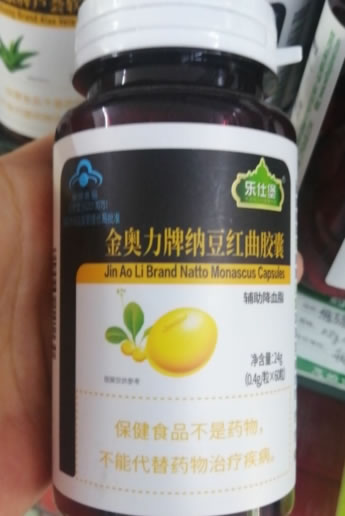 Brand Aloe
乐仕堡
金奥力牌纳豆红曲胶囊
Jin Ao Li Brand Natto Monascus Capsules
辅助降血脂
净含量:24g
(0.4g/粒×60粒)
保健食品不是药物,
不能代替药物治疗疾病。